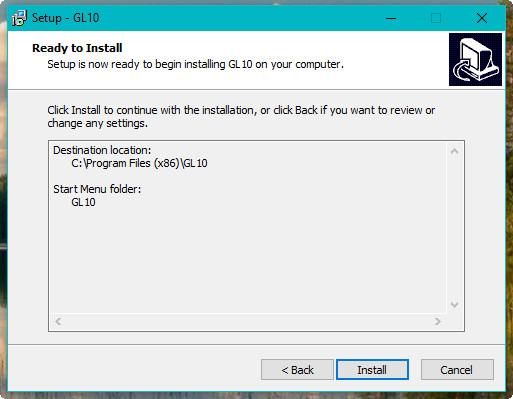 Setup - GL10
Ready to Install
Setup is now ready to begin installing GL10 on your computer.
Click Install to continue with the installation, or click Back if you want to review or
change any settings.
Destination location:
C:\Program Files (x86)\GL10
Start Menu folder:
GL10
< Back
Install
Cancel